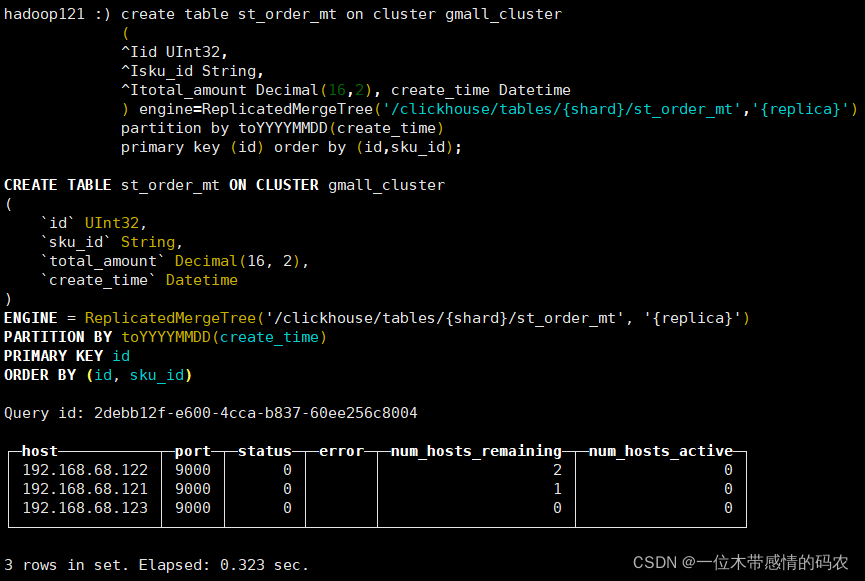 hadoop121 :) create table st_order_mt on cluster gmall_cluster
(
^Iid UInt32,
^Isku_id String,
^Itotal_amount Decimal(16,2), create_time Datetime
) engine=ReplicatedMergeTree('/clickhouse/tables/{shard}/st_order_mt','{replica}')
partition by toYYYYMMDD(create_time)
primary key (id) order by (id,sku_id);
CREATE TABLE st_order_mt ON CLUSTER gmall_cluster
(
`id` UInt32,
`sku_id` String,
`total_amount` Decimal(16, 2),
`create_time` Datetime
)
ENGINE = ReplicatedMergeTree('/clickhouse/tables/{shard}/st_order_mt', '{replica}')
PARTITION BY toYYYYMMDD(create_time)
PRIMARY KEY id
ORDER BY (id, sku_id)
Query id: 2debb12f-e600-4cca-b837-60ee256c8004
host port status error num_hosts_remaining num_hosts_active
192.168.68.122 9000 0 2 0
192.168.68.121 9000 0 1 0
192.168.68.123 9000 0 0 0
3 rows in set. Elapsed: 0.323 sec.
CSDN @一位木带感情的码农